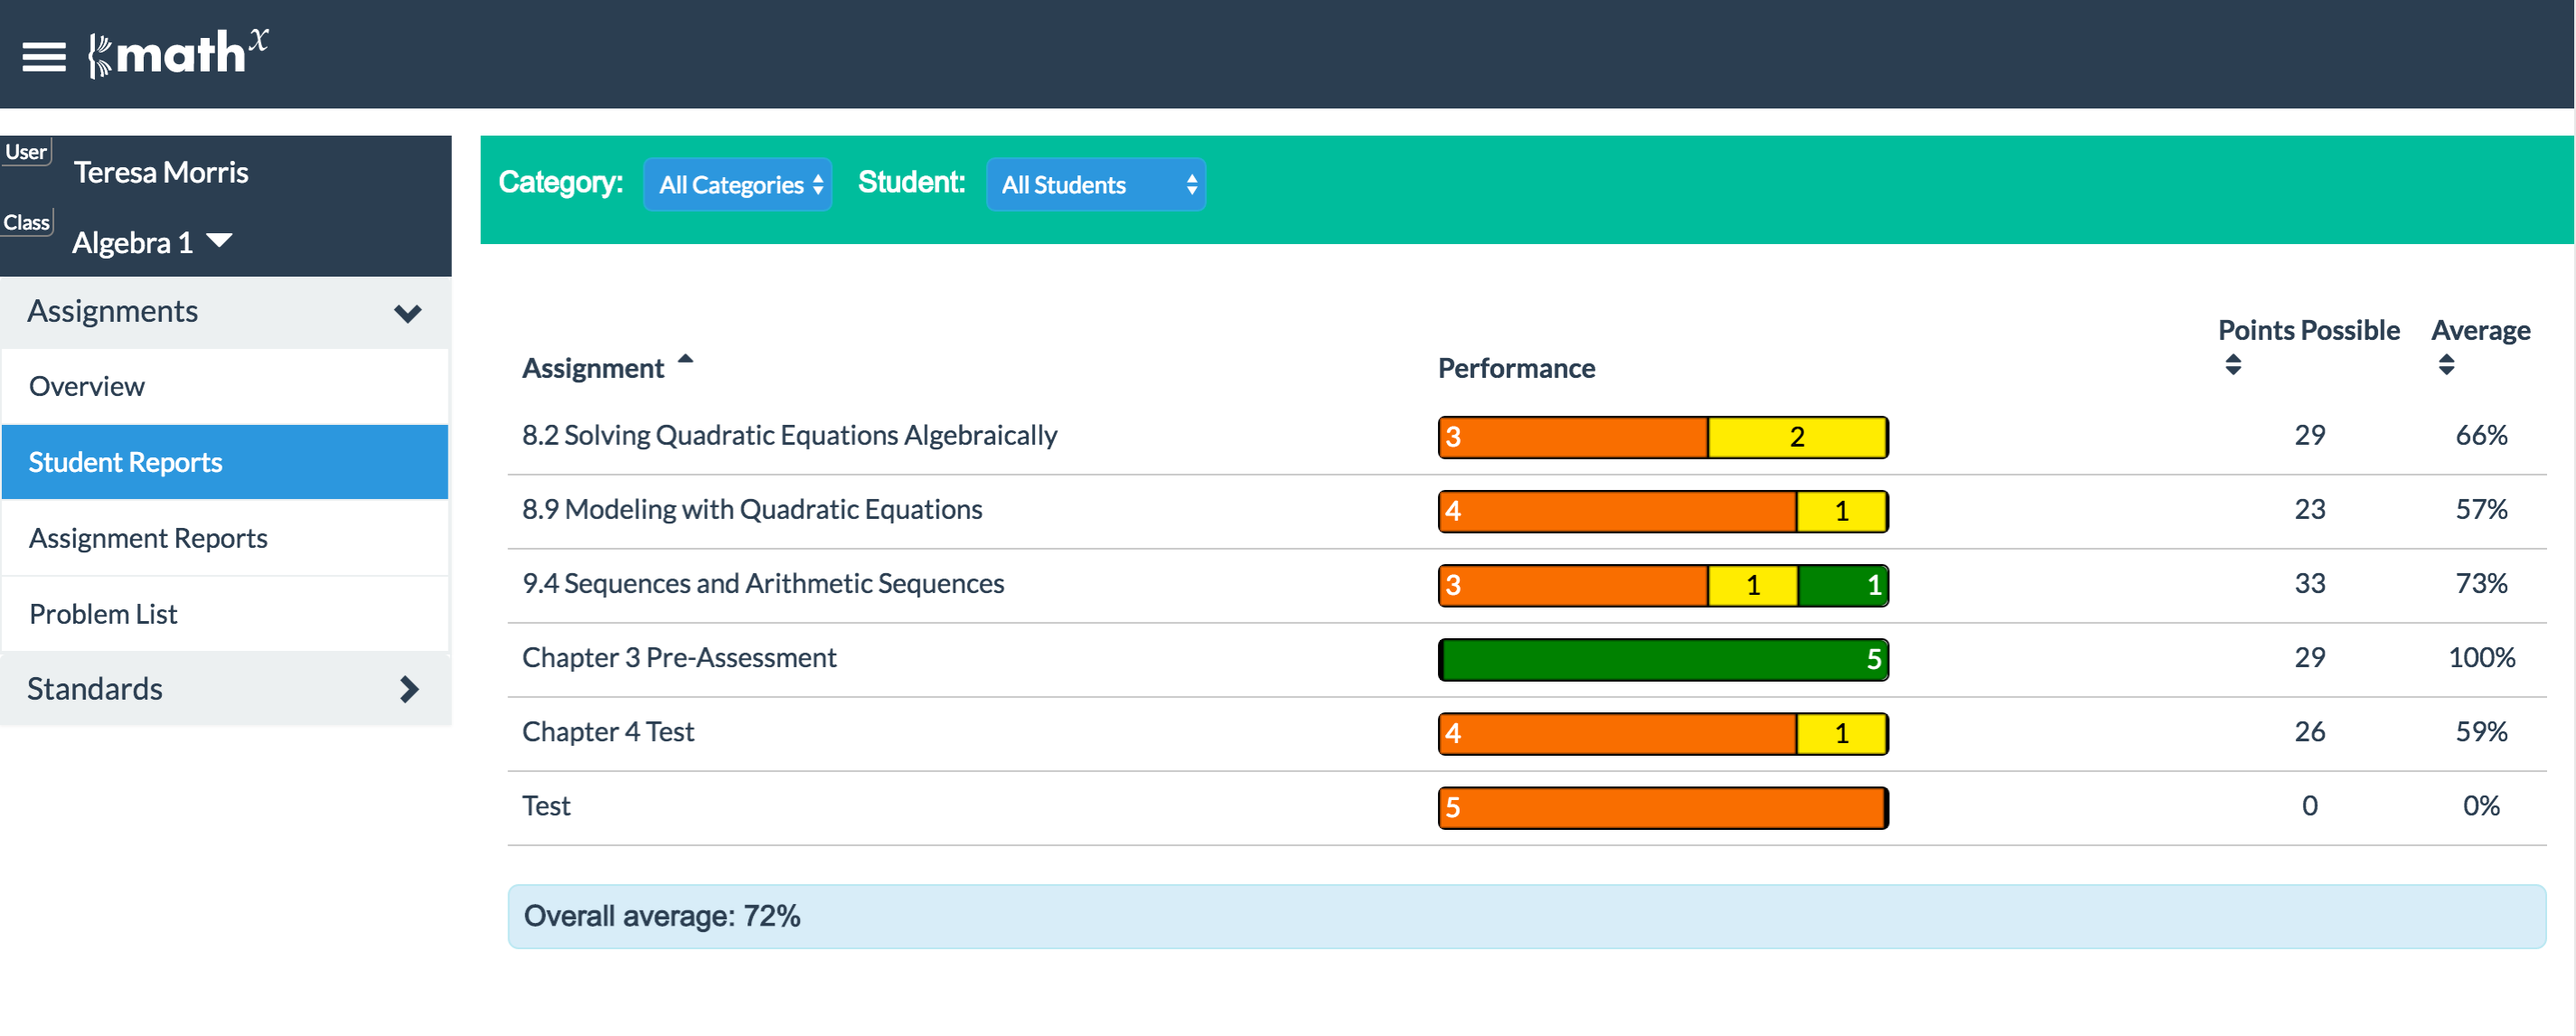 math x
User
Teresa Morris
Class
Algebra 1
Assignments
Overview
Student Reports
Assignment Reports
Problem List
Standards
Category: All Categories Student: All Students
Assignment Performance Points Possible Average
8.2 Solving Quadratic Equations Algebraically 3 2 29 66%
8.9 Modeling with Quadratic Equations 4 1 23 57%
9.4 Sequences and Arithmetic Sequences 3 1 1 33 73%
Chapter 3 Pre-Assessment 5 29 100%
Chapter 4 Test 4 1 26 59%
Test 5 0 0%
Overall average: 72%